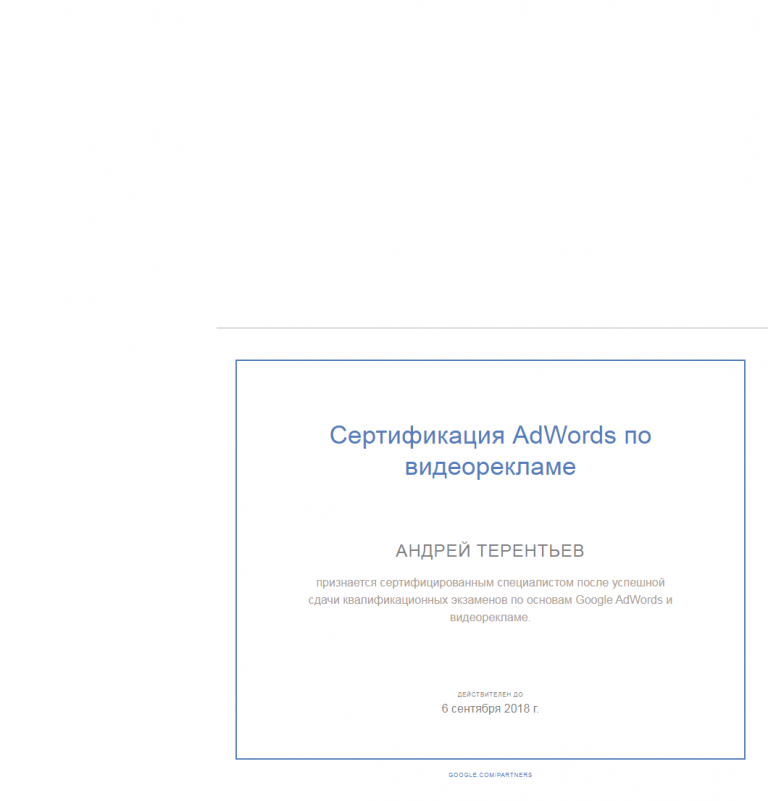 Сертификация AdWords по
видеорекламе
АНДРЕЙ ТЕРЕНТЬЕВ
признается сертифицированным специалистом после успешной
сдачи квалификационных экзаменов по основам Google AdWords и
видеорекламе.
ДЕЙСТВИТЕЛЕН ДО
6 сентября 2018 г.
GOOGLE.COM/PARTNERS